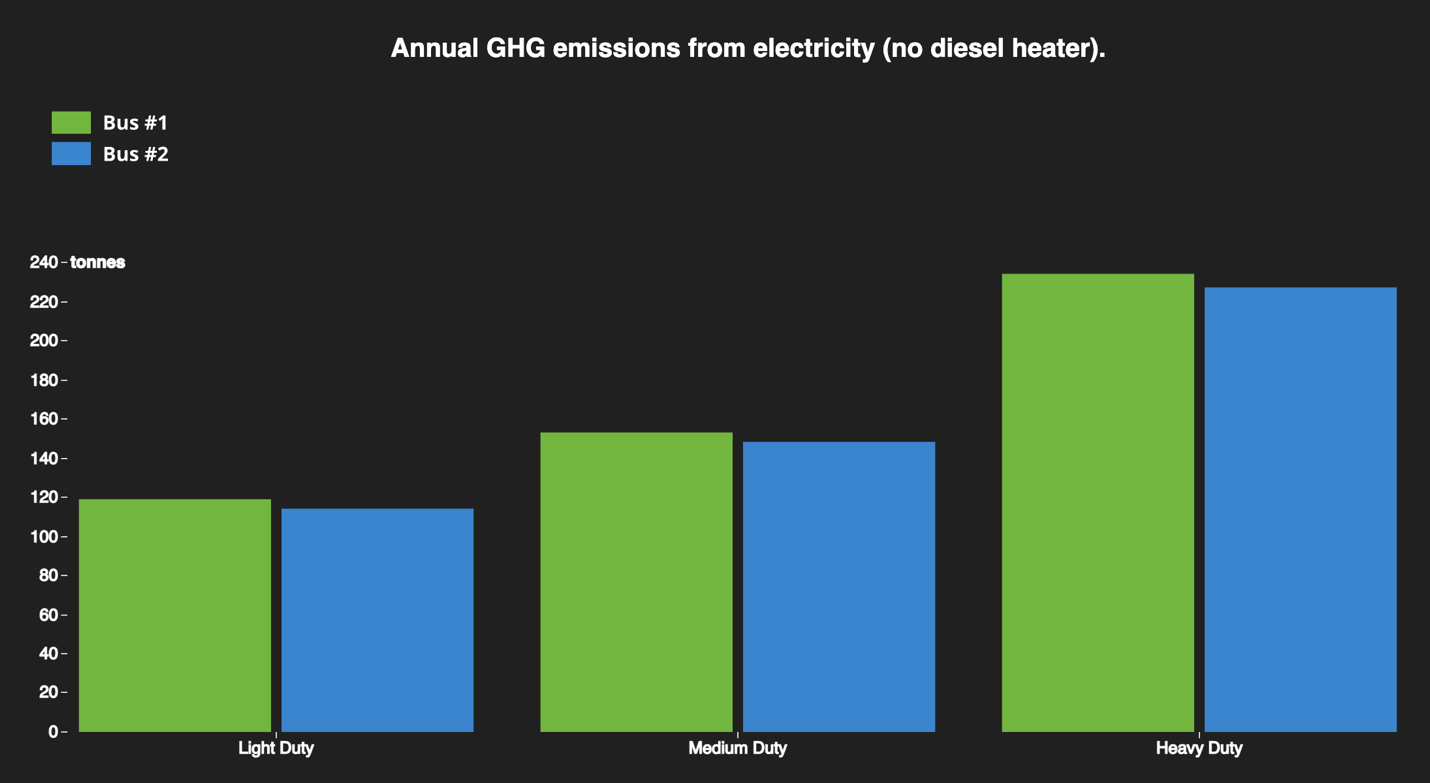 Annual GHG emissions from electricity (no diesel heater).
Bus #1
Bus #2
240 tonnes
220
200
180
160
140
120
100
80
60
40
20
0
Light Duty Medium Duty Heavy Duty